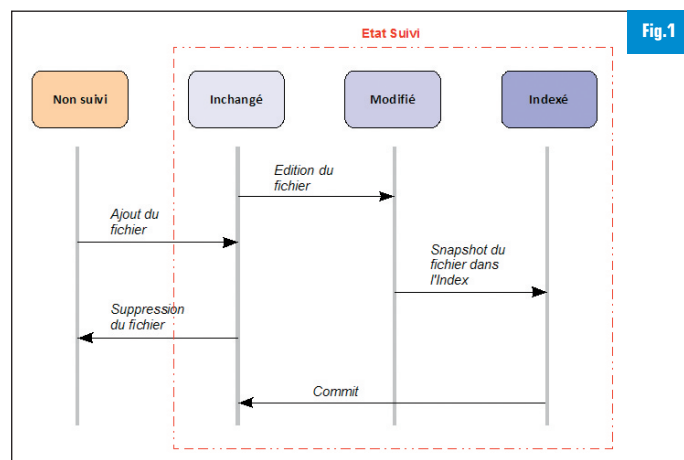 Fig.1
Etat Suivi
Non suivi
Inchangé
Modifié
Indexé
Edition du
fichier
Ajout du
fichier
Snapshot du
fichier dans
l'Index
Suppression
du fichier
Commit